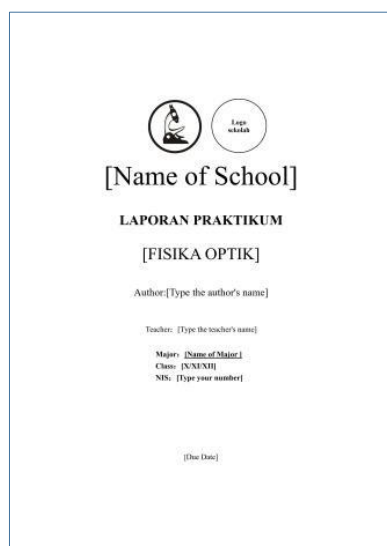 Logo
sekolah
[Name of School]
LAPORAN PRAKTIKUM
[FISIKA OPTIK]
Author:[Type the author's name]
Teacher: [Type the teacher's name]
Major: [Name of Major ]
Class: [X/XI/XII]
NIS: [Type your number]
[Due Date]